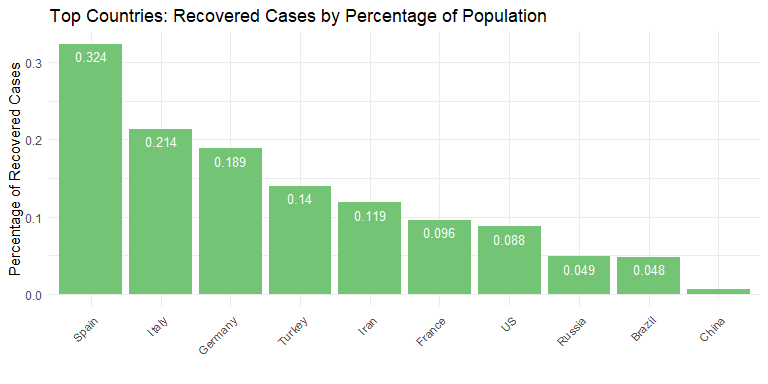 Top Countries: Recovered Cases by Percentage of Population
Percentage of Recovered Cases
0.3
0.2
0.1
0.0
0.324
0.214
0.189
0.14
0.119
0.096
0.088
0.049
0.048
Spain
Italy
Germany
Turkey
Iran
France
US
Russia
Brazil
China